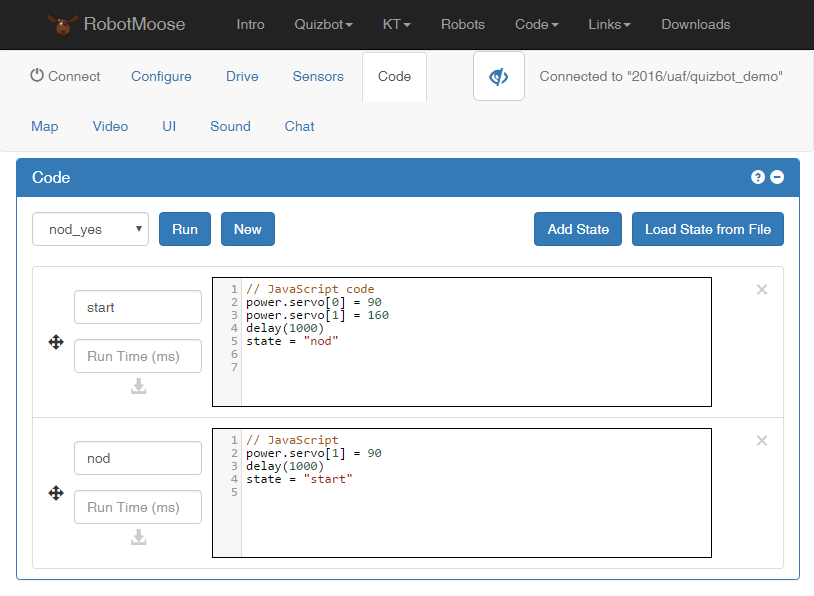 RobotMoose Intro Quizbot KT Robots Code Links Downloads
Connect Configure Drive Sensors Code Connected to "2016/uaf/quizbot_demo"
Map Video UI Sound Chat
Code ?
nod_yes Run New Add State Load State from File
start
Run Time (ms)
1 // JavaScript code
2 power.servo[0] = 90
3 power.servo[1] = 160
4 delay(1000)
5 state = "nod"
6
7
×
nod
Run Time (ms)
1 // JavaScript
2 power.servo[1] = 90
3 delay(1000)
4 state = "start"
5
×